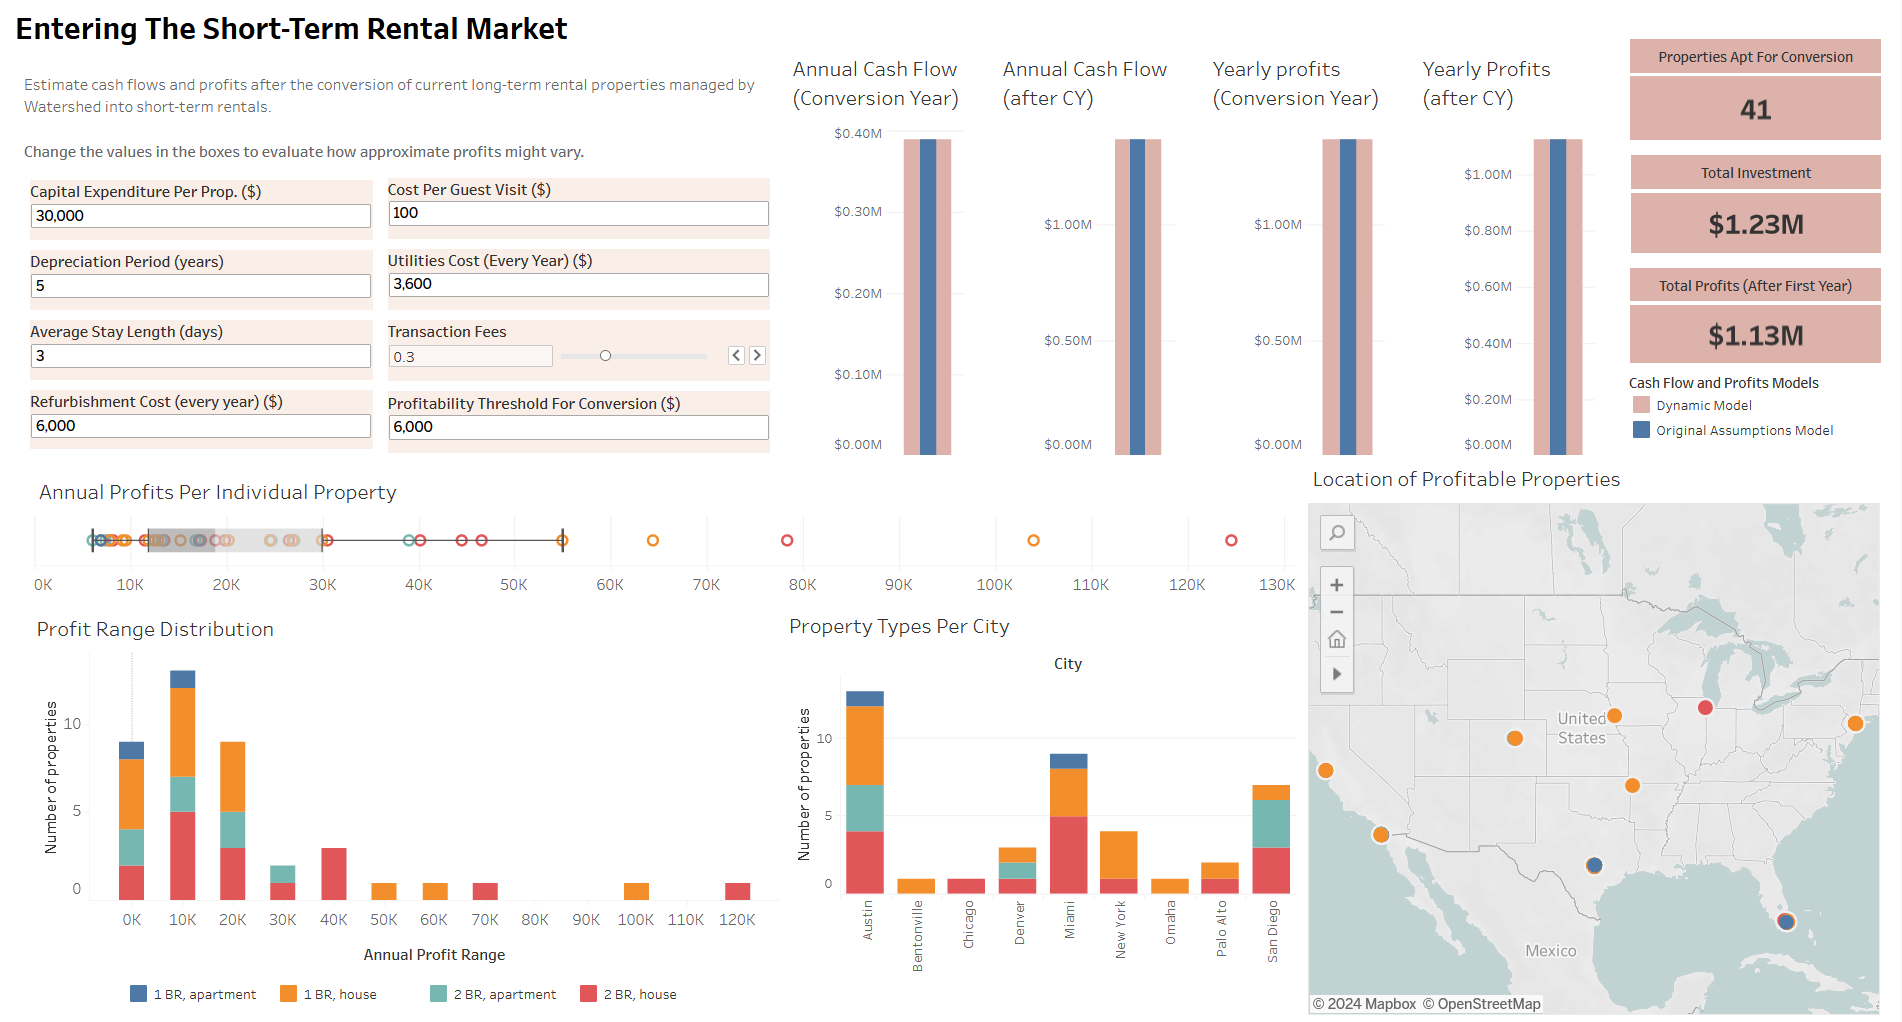 Entering The Short-Term Rental Market
Estimate cash flows and profits after the conversion of current long-term rental properties managed by
Watershed into short-term rentals.
Change the values in the boxes to evaluate how approximate profits might vary.
Capital Expenditure Per Prop. ($)
30,000
Cost Per Guest Visit ($)
100
Depreciation Period (years)
5
Utilities Cost (Every Year) ($)
3,600
Average Stay Length (days)
3
Transaction Fees
0.3
Refurbishment Cost (every year) ($)
6,000
Profitability Threshold For Conversion ($)
6,000
Annual Cash Flow
(Conversion Year)
$0.40M
$0.30M
$0.20M
$0.10M
$0.00M
Annual Cash Flow
(after CY)
$1.00M
$0.50M
$0.00M
Yearly profits
(Conversion Year)
$1.00M
$0.50M
$0.00M
Yearly Profits
(after CY)
$1.00M
$0.80M
$0.60M
$0.40M
$0.20M
$0.00M
Properties Apt For Conversion
41
Total Investment
$1.23M
Total Profits (After First Year)
$1.13M
Cash Flow and Profits Models
Dynamic Model
Original Assumptions Model
Annual Profits Per Individual Property
0K 10K 20K 30K 40K 50K 60K 70K 80K 90K 100K 110K 120K 130K
Profit Range Distribution
Number of properties
10
5
0
0K 10K 20K 30K 40K 50K 60K 70K 80K 90K 100K 110K 120K
Annual Profit Range
1 BR, apartment 1 BR, house 2 BR, apartment 2 BR, house
Property Types Per City
City
Number of properties
10
5
0
Austin
Bentonville
Chicago
Denver
Miami
New York
Omaha
Palo Alto
San Diego
Location of Profitable Properties
United
States
Mexico
© 2024 Mapbox © OpenStreetMap